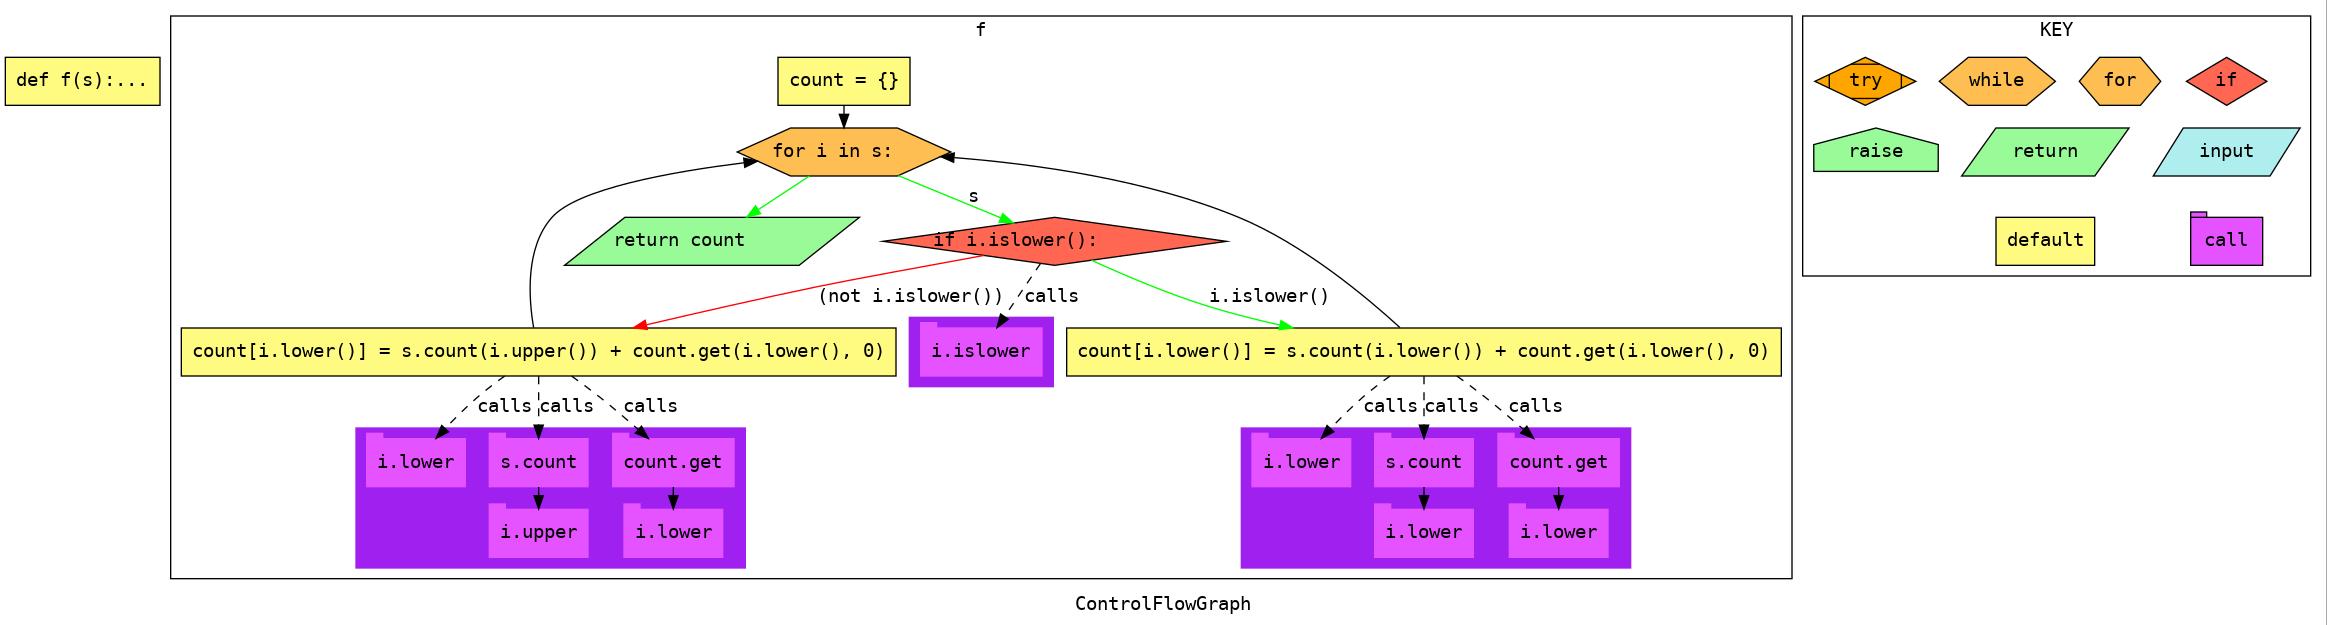 def f(s):...
f
count = {}
for i in s:
s
return count
if i.islower():
(not i.islower())
calls
i.islower()
count[i.lower()] = s.count(i.upper()) + count.get(i.lower(), 0)
i.islower
count[i.lower()] = s.count(i.lower()) + count.get(i.lower(), 0)
calls calls calls
i.lower s.count count.get
i.upper i.lower
calls calls calls
i.lower s.count count.get
i.lower i.lower
KEY
try while for if
raise return input
default call
ControlFlowGraph